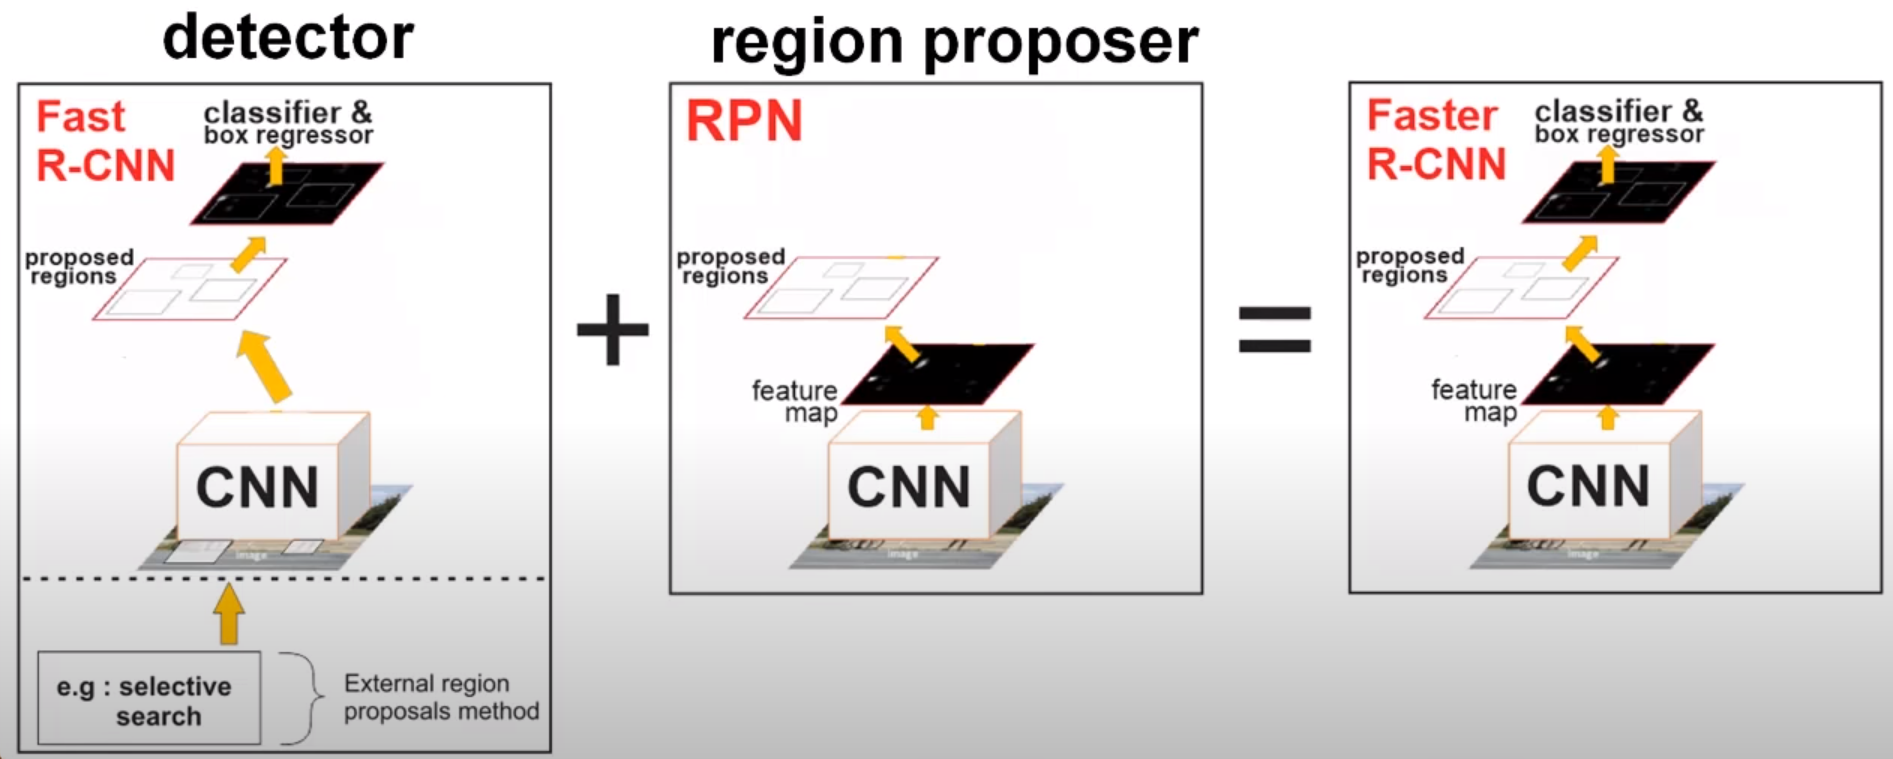 detector
region proposer
Fast
R-CNN
classifier &
box regressor
proposed
regions
CNN
image
e.g : selective
search
External region
proposals method
+
RPN
proposed
regions
feature
map
CNN
image
=
Faster
R-CNN
classifier &
box regressor
proposed
regions
feature
map
CNN
image